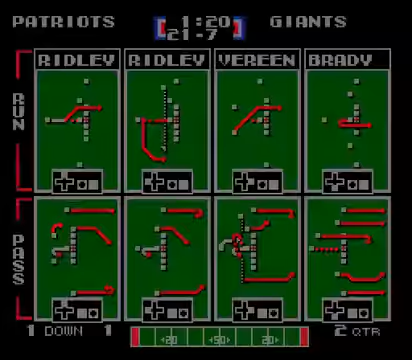 PATRIOTS 1:20 GIANTS
21-7
RIDLEY RIDLEY VEREEN BRADY
RUN
PASS
1 DOWN 1 <20 <50> 20> 2 QTR